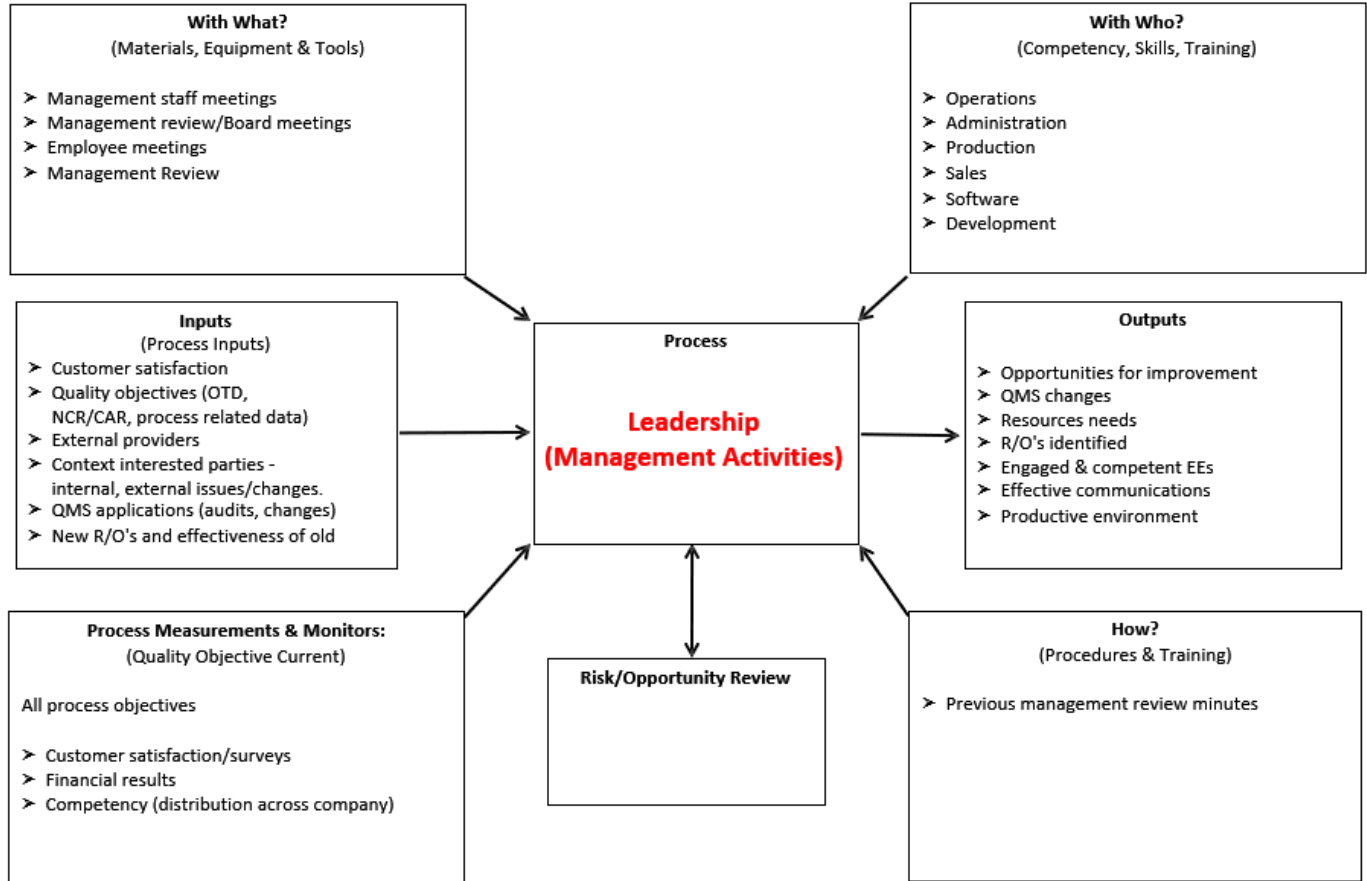 With What?
(Materials, Equipment & Tools)
➤ Management staff meetings
➤ Management review/Board meetings
➤ Employee meetings
➤ Management Review
With Who?
(Competency, Skills, Training)
➤ Operations
➤ Administration
➤ Production
➤ Sales
➤ Software
➤ Development
Inputs
(Process Inputs)
➤ Customer satisfaction
➤ Quality objectives (OTD,
NCR/CAR, process related data)
➤ External providers
➤ Context interested parties -
internal, external issues/changes.
➤ QMS applications (audits, changes)
➤ New R/O's and effectiveness of old
Process
Leadership
(Management Activities)
Outputs
➤ Opportunities for improvement
➤ QMS changes
➤ Resources needs
➤ R/O's identified
➤ Engaged & competent EEs
➤ Effective communications
➤ Productive environment
Process Measurements & Monitors:
(Quality Objective Current)
All process objectives
➤ Customer satisfaction/surveys
➤ Financial results
➤ Competency (distribution across company)
Risk/Opportunity Review
How?
(Procedures & Training)
➤ Previous management review minutes